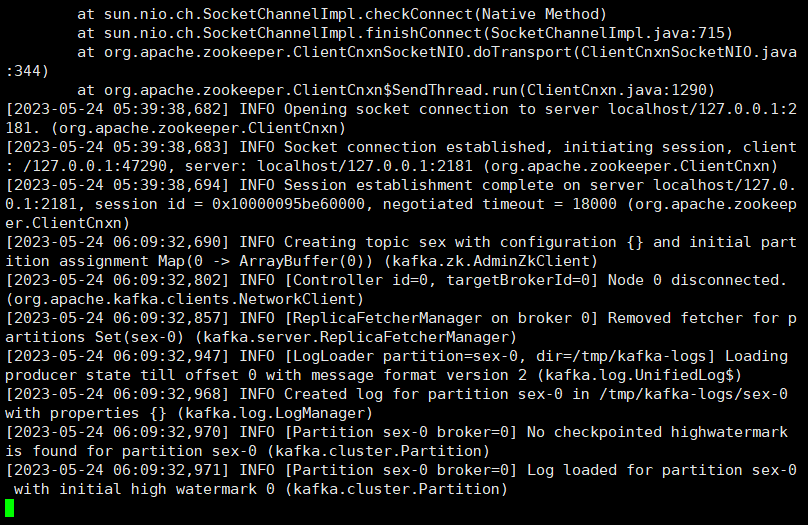 at sun.nio.ch.SocketChannelImpl.checkConnect(Native Method)
at sun.nio.ch.SocketChannelImpl.finishConnect(SocketChannelImpl.java:715)
at org.apache.zookeeper.ClientCnxnSocketNIO.doTransport(ClientCnxnSocketNIO.java
:344)
at org.apache.zookeeper.ClientCnxn$SendThread.run(ClientCnxn.java:1290)
[2023-05-24 05:39:38,682] INFO Opening socket connection to server localhost/127.0.0.1:2
181. (org.apache.zookeeper.ClientCnxn)
[2023-05-24 05:39:38,683] INFO Socket connection established, initiating session, client
: /127.0.0.1:47290, server: localhost/127.0.0.1:2181 (org.apache.zookeeper.ClientCnxn)
[2023-05-24 05:39:38,694] INFO Session establishment complete on server localhost/127.0.
0.1:2181, session id = 0x10000095be60000, negotiated timeout = 18000 (org.apache.zookeep
er.ClientCnxn)
[2023-05-24 06:09:32,690] INFO Creating topic sex with configuration {} and initial part
ition assignment Map(0 -> ArrayBuffer(0)) (kafka.zk.AdminZkClient)
[2023-05-24 06:09:32,802] INFO [Controller id=0, targetBrokerId=0] Node 0 disconnected.
(org.apache.kafka.clients.NetworkClient)
[2023-05-24 06:09:32,857] INFO [ReplicaFetcherManager on broker 0] Removed fetcher for p
artitions Set(sex-0) (kafka.server.ReplicaFetcherManager)
[2023-05-24 06:09:32,947] INFO [LogLoader partition=sex-0, dir=/tmp/kafka-logs] Loading
producer state till offset 0 with message format version 2 (kafka.log.UnifiedLog$)
[2023-05-24 06:09:32,968] INFO Created log for partition sex-0 in /tmp/kafka-logs/sex-0
with properties {} (kafka.log.LogManager)
[2023-05-24 06:09:32,970] INFO [Partition sex-0 broker=0] No checkpointed highwatermark
is found for partition sex-0 (kafka.cluster.Partition)
[2023-05-24 06:09:32,971] INFO [Partition sex-0 broker=0] Log loaded for partition sex-0
with initial high watermark 0 (kafka.cluster.Partition)